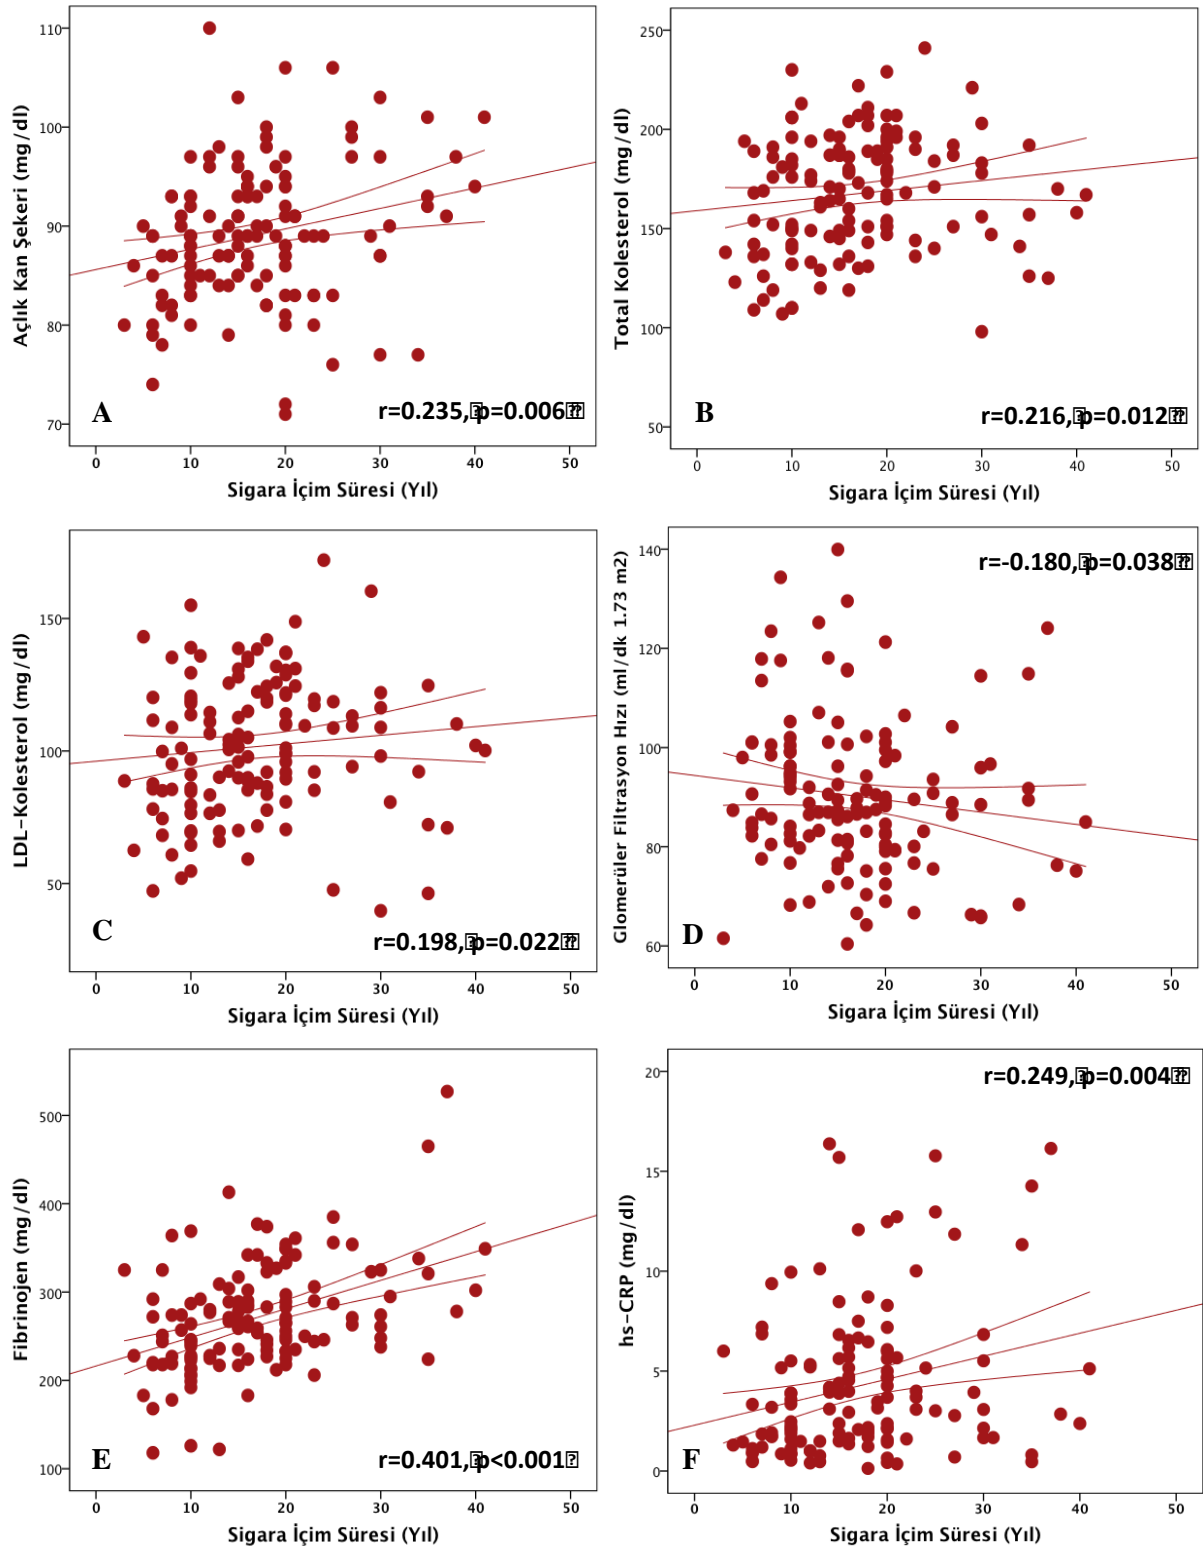 Açlık Kan Şekeri (mg/dl)
110
100
90
80
70
A
r=0.235, p=0.006
0 10 20 30 40 50
Sigara İçim Süresi (Yıl)
Total Kolesterol (mg/dl)
250
200
150
100
50
B
r=0.216, p=0.012
0 10 20 30 40 50
Sigara İçim Süresi (Yıl)
LDL-Kolesterol (mg/dl)
150
100
50
C
r=0.198, p=0.022
0 10 20 30 40 50
Sigara İçim Süresi (Yıl)
Glomerüler Filtrasyon Hızı (ml/dk 1.73 m2)
r=-0.180, p=0.038
140
120
100
80
60
D
0 10 20 30 40 50
Sigara İçim Süresi (Yıl)
Fibrinojen (mg/dl)
500
400
300
200
100
E
r=0.401, p<0.001
0 10 20 30 40 50
Sigara İçim Süresi (Yıl)
hs-CRP (mg/dl)
r=0.249, p=0.004
20
15
10
5
0
F
0 10 20 30 40 50
Sigara İçim Süresi (Yıl)